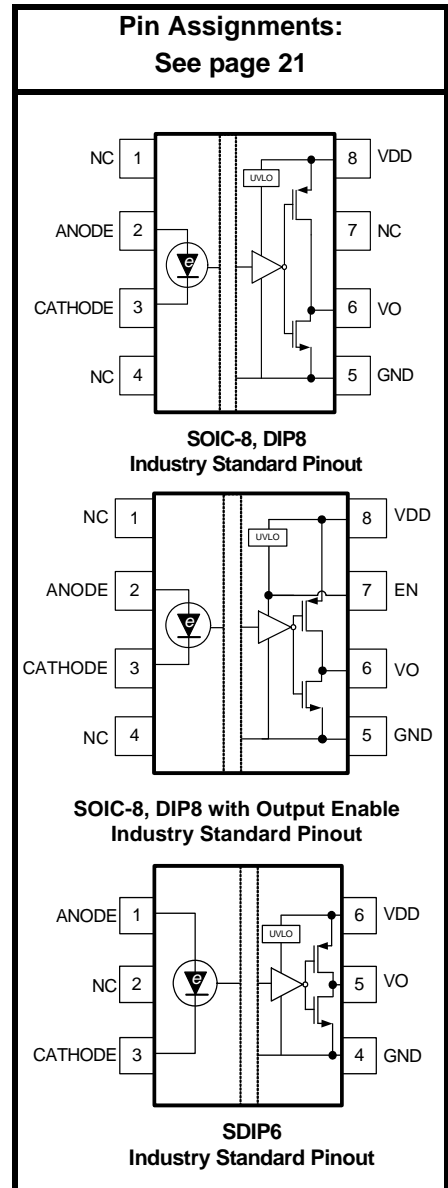 Pin Assignments:
See page 21
NC 1
8 VDD
UVLO
ANODE 2
7 NC
e
CATHODE 3
6 VO
NC 4
5 GND
SOIC-8, DIP8
Industry Standard Pinout
NC 1
8 VDD
UVLO
ANODE 2
7 EN
e
CATHODE 3
6 VO
NC 4
5 GND
SOIC-8, DIP8 with Output Enable
Industry Standard Pinout
ANODE 1
6 VDD
UVLO
NC 2
5 VO
e
CATHODE 3
4 GND
SDIP6
Industry Standard Pinout